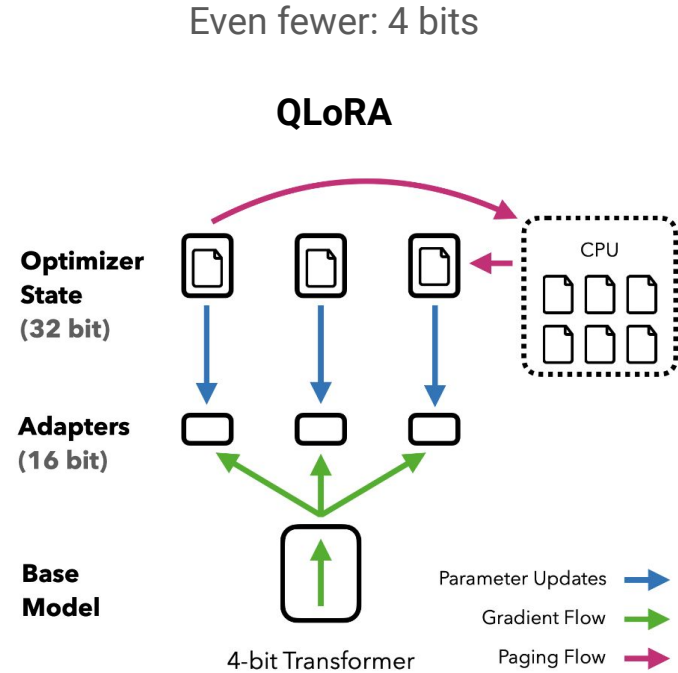 Even fewer: 4 bits
QLoRA
Optimizer
State
(32 bit)
CPU
Adapters
(16 bit)
Base
Model
4-bit Transformer
Parameter Updates
Gradient Flow
Paging Flow